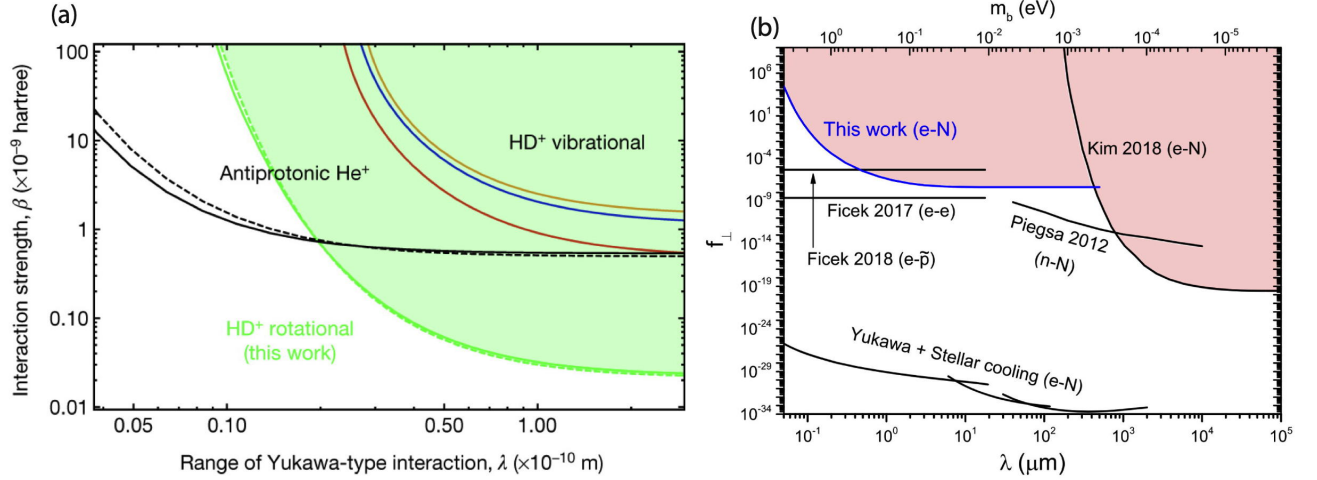 (a)
100
10
1
0.10
0.01
Interaction strength, β (×10⁻⁹ hartree)
HD⁺ vibrational
Antiprotonic He⁺
HD⁺ rotational
(this work)
0.05 0.10 0.50 1.00
Range of Yukawa-type interaction, λ (×10⁻¹⁰ m)
(b)
m_b (eV)
10⁰ 10⁻¹ 10⁻² 10⁻³ 10⁻⁴ 10⁻⁵
10⁶
10¹
10⁻⁴
10⁻⁹
10⁻¹⁴
10⁻¹⁹
10⁻²⁴
10⁻²⁹
10⁻³⁴
f⊥
This work (e-N)
Kim 2018 (e-N)
Ficek 2017 (e-e)
Piegsa 2012
(n-N)
Ficek 2018 (e-p̃)
Yukawa + Stellar cooling (e-N)
10⁻¹ 10⁰ 10¹ 10² 10³ 10⁴ 10⁵
λ (μm)